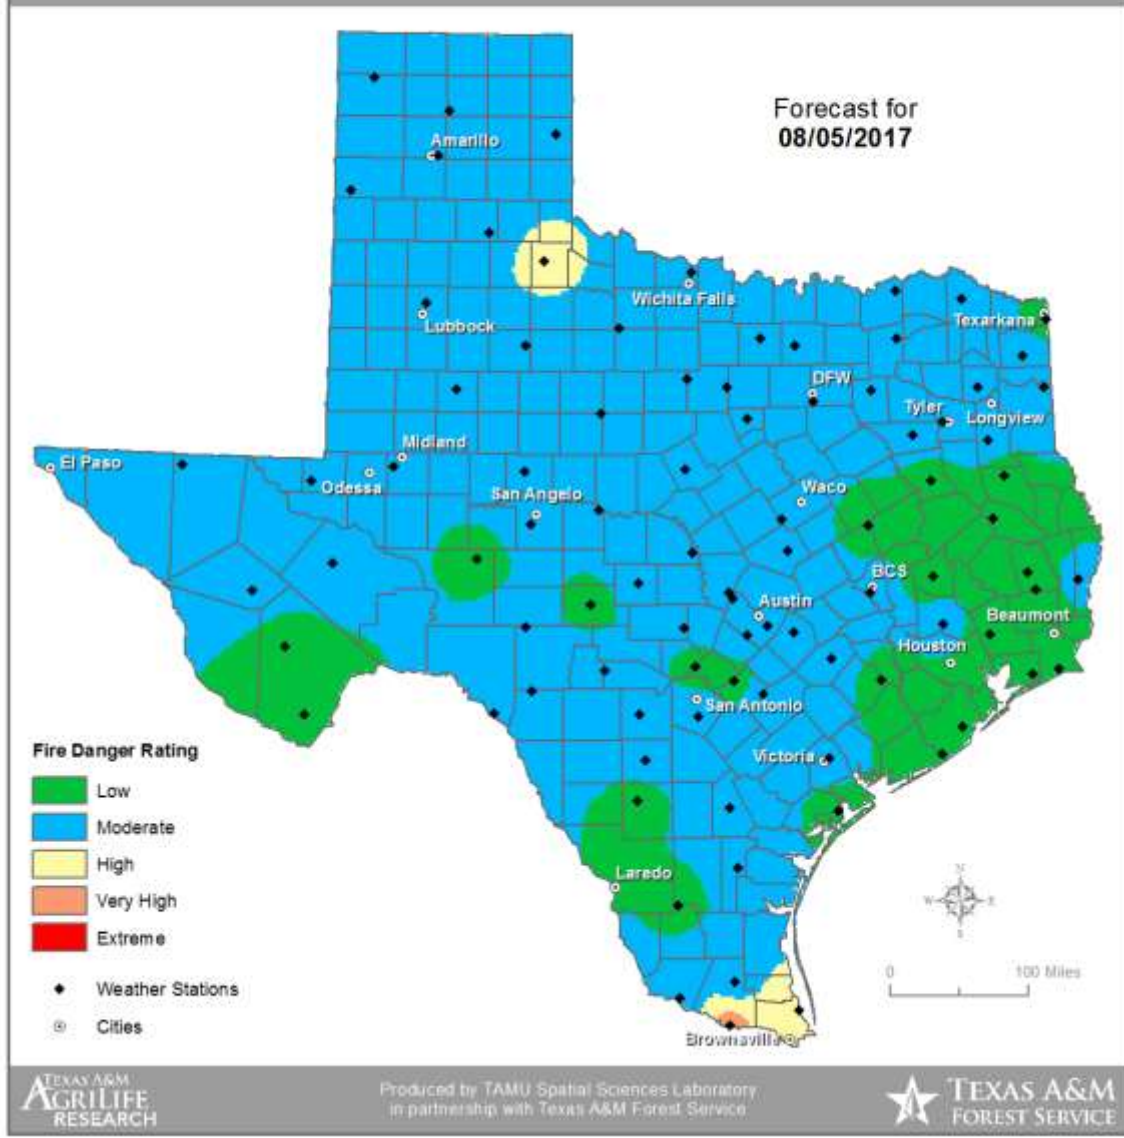 Forecast for
08/05/2017
Amarillo
Wichita Falls
Lubbock
Texarkana
DFW
Tyler
Longview
Midland
El Paso
Odessa
San Angelo
Waco
BCS
Austin
Beaumont
Houston
San Antonio
Victoria
Laredo
Brownsville
Fire Danger Rating
Low
Moderate
High
Very High
Extreme
Weather Stations
Cities
N
W E
S
0 100 Miles
TEXAS A&M
AGRILIFE
RESEARCH
Produced by TAMU Spatial Sciences Laboratory
in partnership with Texas A&M Forest Service
TEXAS A&M
FOREST SERVICE